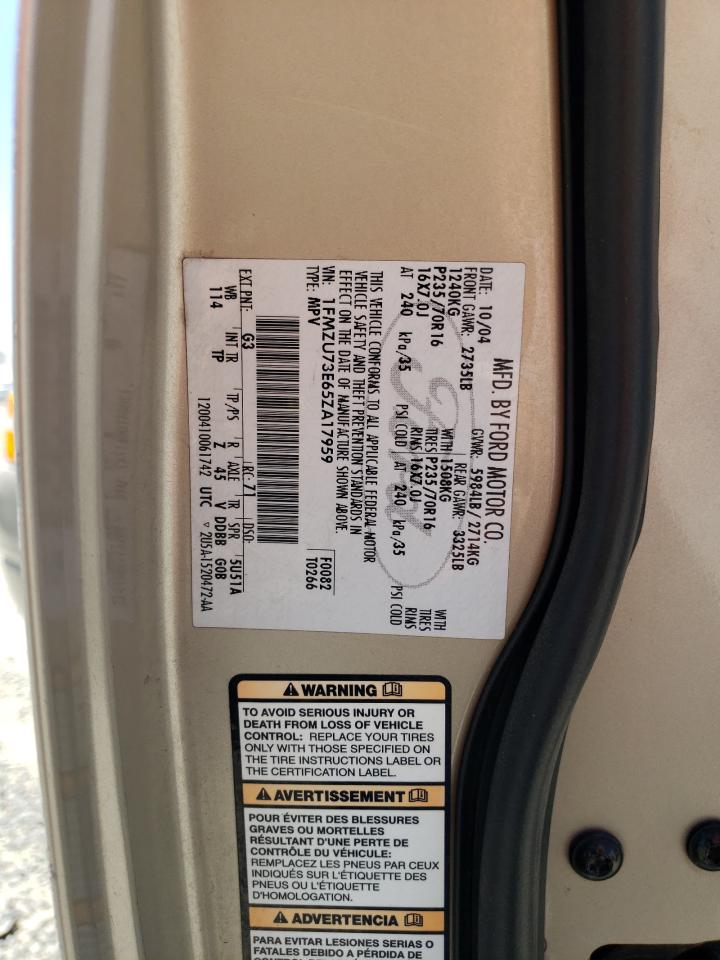 MFD. BY FORD MOTOR CO.
DATE: 10/04 GVWR: 5984LB/ 2714KG
FRONT GAWR: 2735LB REAR GAWR: 3325LB
1240KG WITH 1508KG WITH
P235/70R16 TIRES P235/70R16 TIRES
16X7.0J RIMS 16X7.0J RIMS
AT 240 kPa/35 PSI COLD AT 240 kPa/35 PSI COLD
THIS VEHICLE CONFORMS TO ALL APPLICABLE FEDERAL MOTOR
VEHICLE SAFETY AND THEFT PREVENTION STANDARDS IN
EFFECT ON THE DATE OF MANUFACTURE SHOWN ABOVE.
VIN: 1FMZU73E65ZA17959 F0082
TYPE: MPV T0266
EXT PNT: G3 RC: 71 DSO:
WB INT TR TP/PS R AXLE TR SPR 5U51A
114 TP Z 45 V DDBB GOB
1200410061742 UTC ▽ 2U5A-1520472-AA
⚠ WARNING
TO AVOID SERIOUS INJURY OR
DEATH FROM LOSS OF VEHICLE
CONTROL: REPLACE YOUR TIRES
ONLY WITH THOSE SPECIFIED ON
THE TIRE INSTRUCTIONS LABEL OR
THE CERTIFICATION LABEL.
⚠ AVERTISSEMENT
POUR ÉVITER DES BLESSURES
GRAVES OU MORTELLES
RÉSULTANT D'UNE PERTE DE
CONTRÔLE DU VÉHICULE:
REMPLACEZ LES PNEUS PAR CEUX
INDIQUÉS SUR L'ÉTIQUETTE DES
PNEUS OU L'ÉTIQUETTE
D'HOMOLOGATION.
⚠ ADVERTENCIA
PARA EVITAR LESIONES SERIAS O
FATALES DEBIDO A PÉRDIDA DE